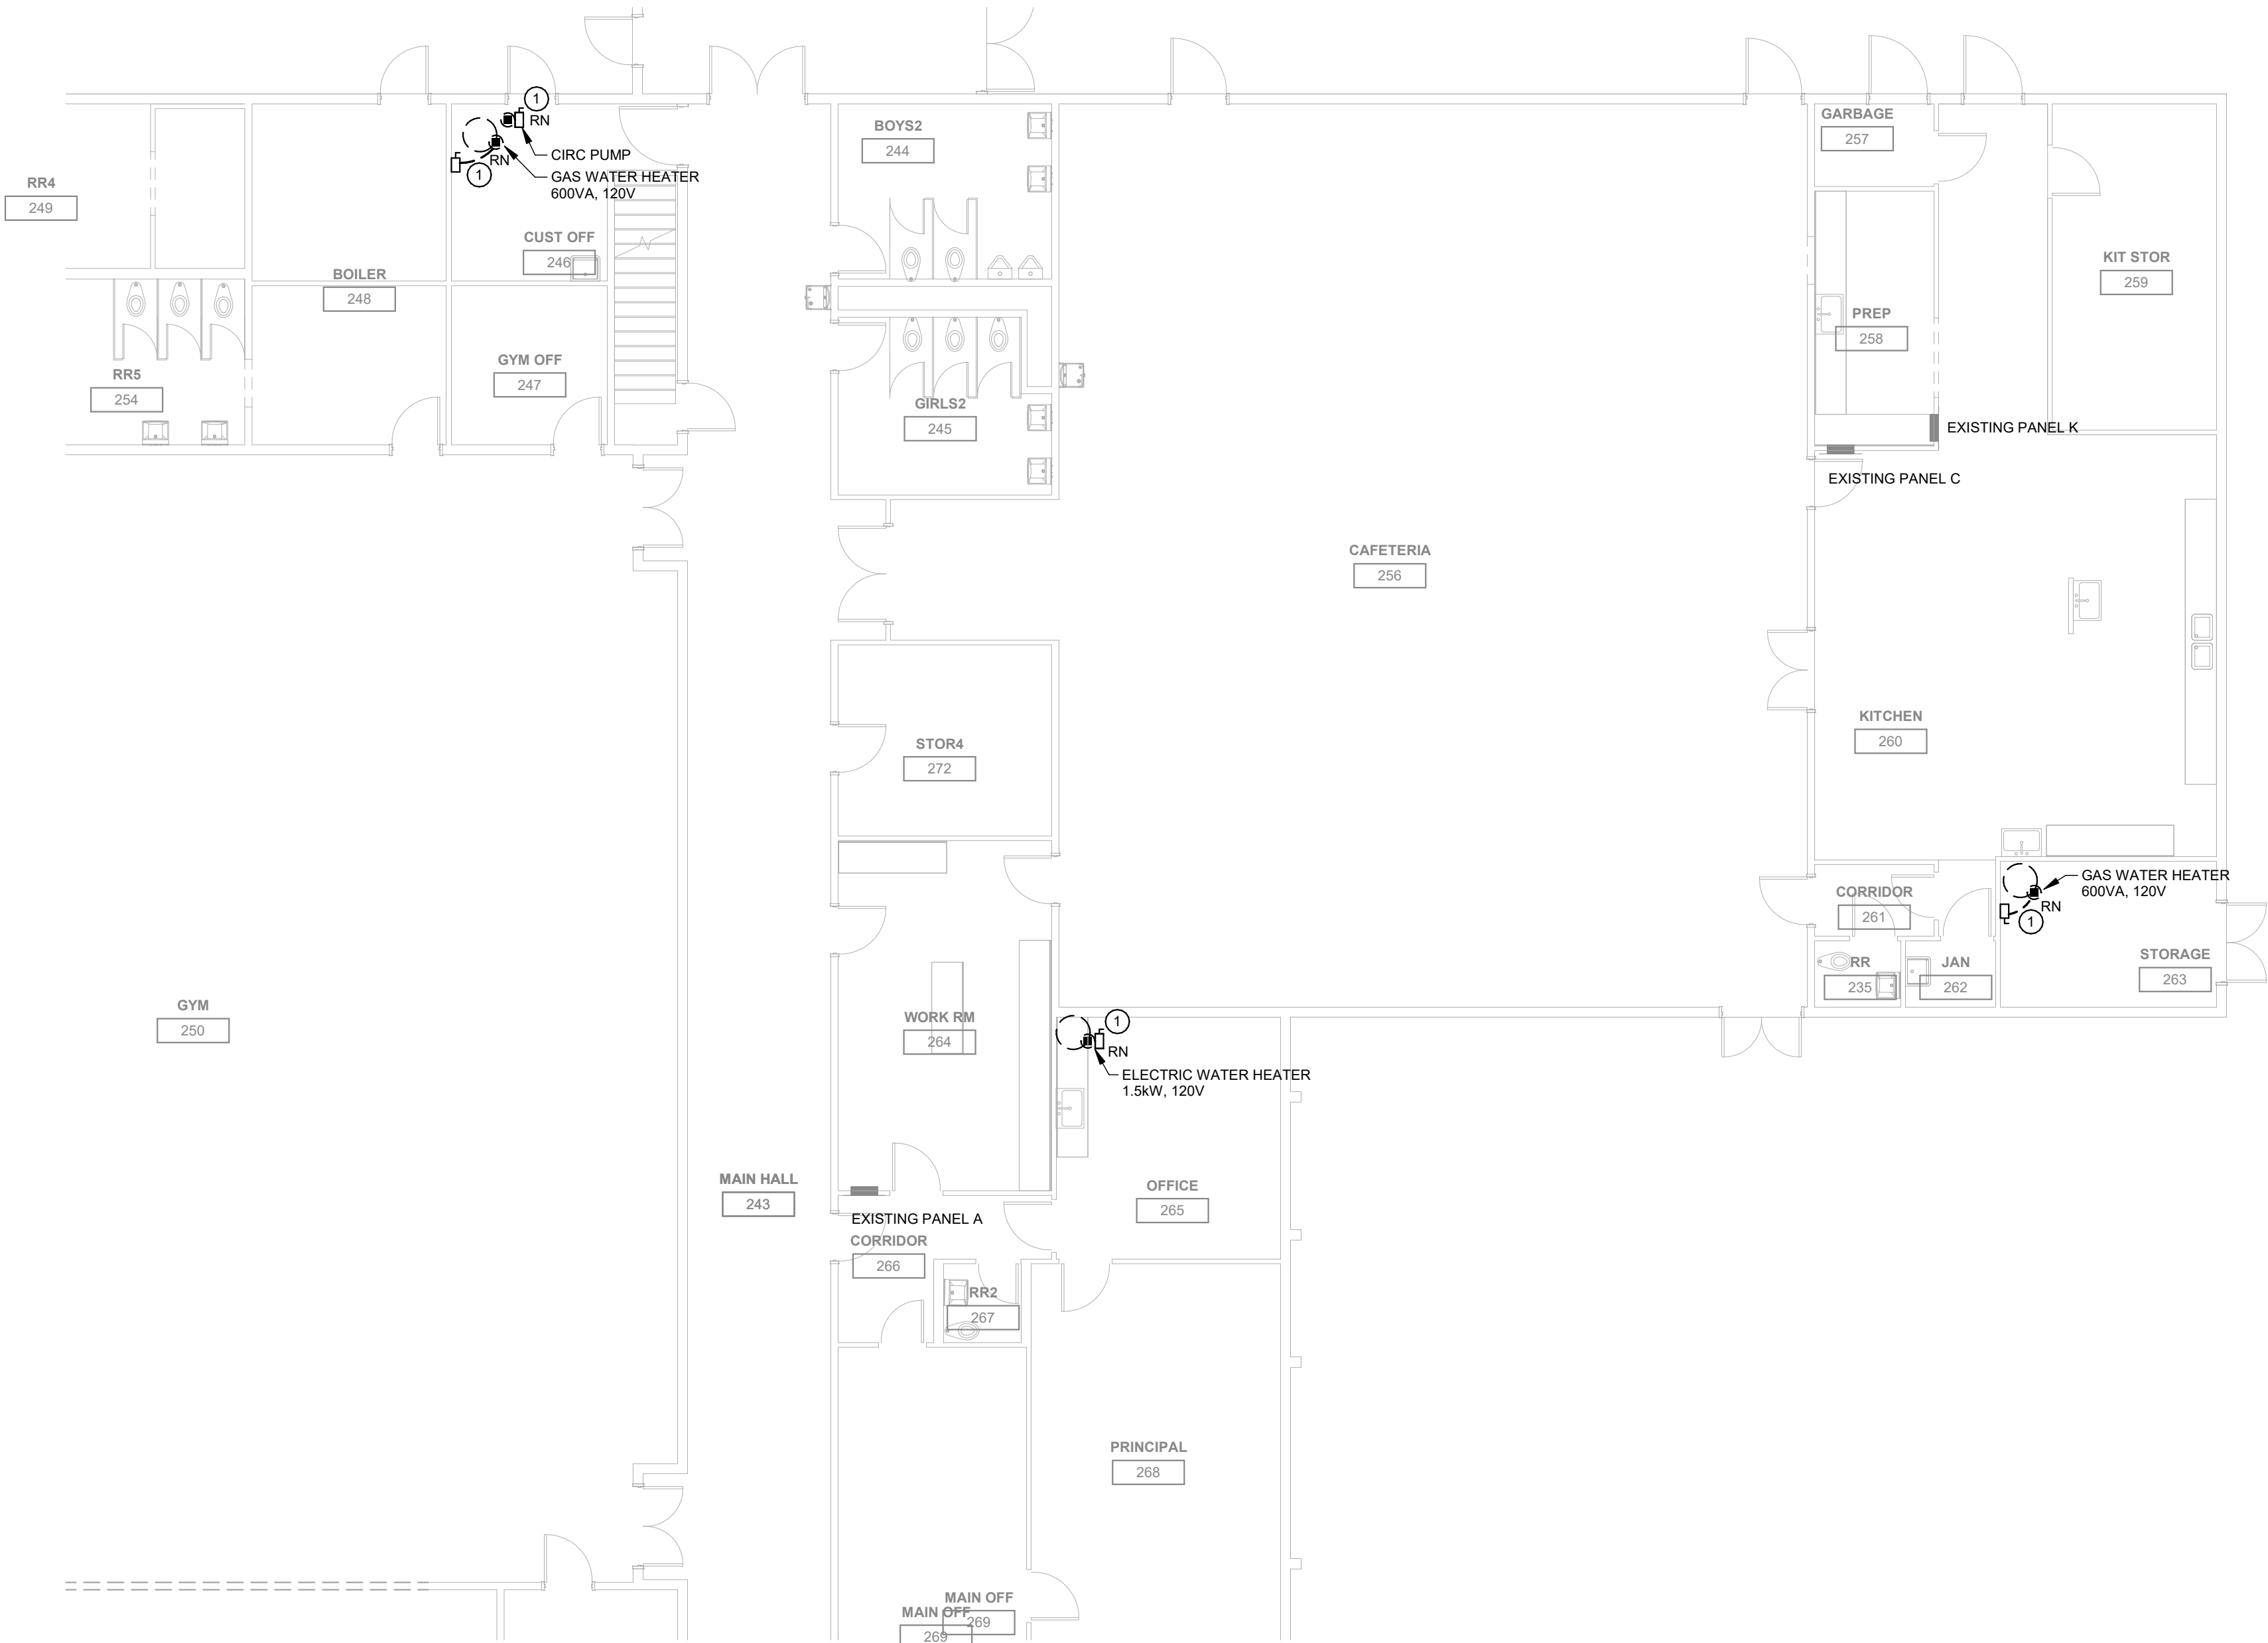 1
RN
CIRC PUMP
RN
1
GAS WATER HEATER
600VA, 120V
RR4
249
CUST OFF
246
BOILER
248
GYM OFF
247
RR5
254
BOYS2
244
GIRLS2
245
GARBAGE
257
KIT STOR
259
PREP
258
EXISTING PANEL K
EXISTING PANEL C
CAFETERIA
256
KITCHEN
260
STOR4
272
GAS WATER HEATER
600VA, 120V
RN
1
CORRIDOR
261
RR
235
JAN
262
STORAGE
263
GYM
250
WORK RM
264
1
RN
ELECTRIC WATER HEATER
1.5kW, 120V
MAIN HALL
243
OFFICE
265
EXISTING PANEL A
CORRIDOR
266
RR2
267
PRINCIPAL
268
MAIN OFF
269
MAIN OFF
269